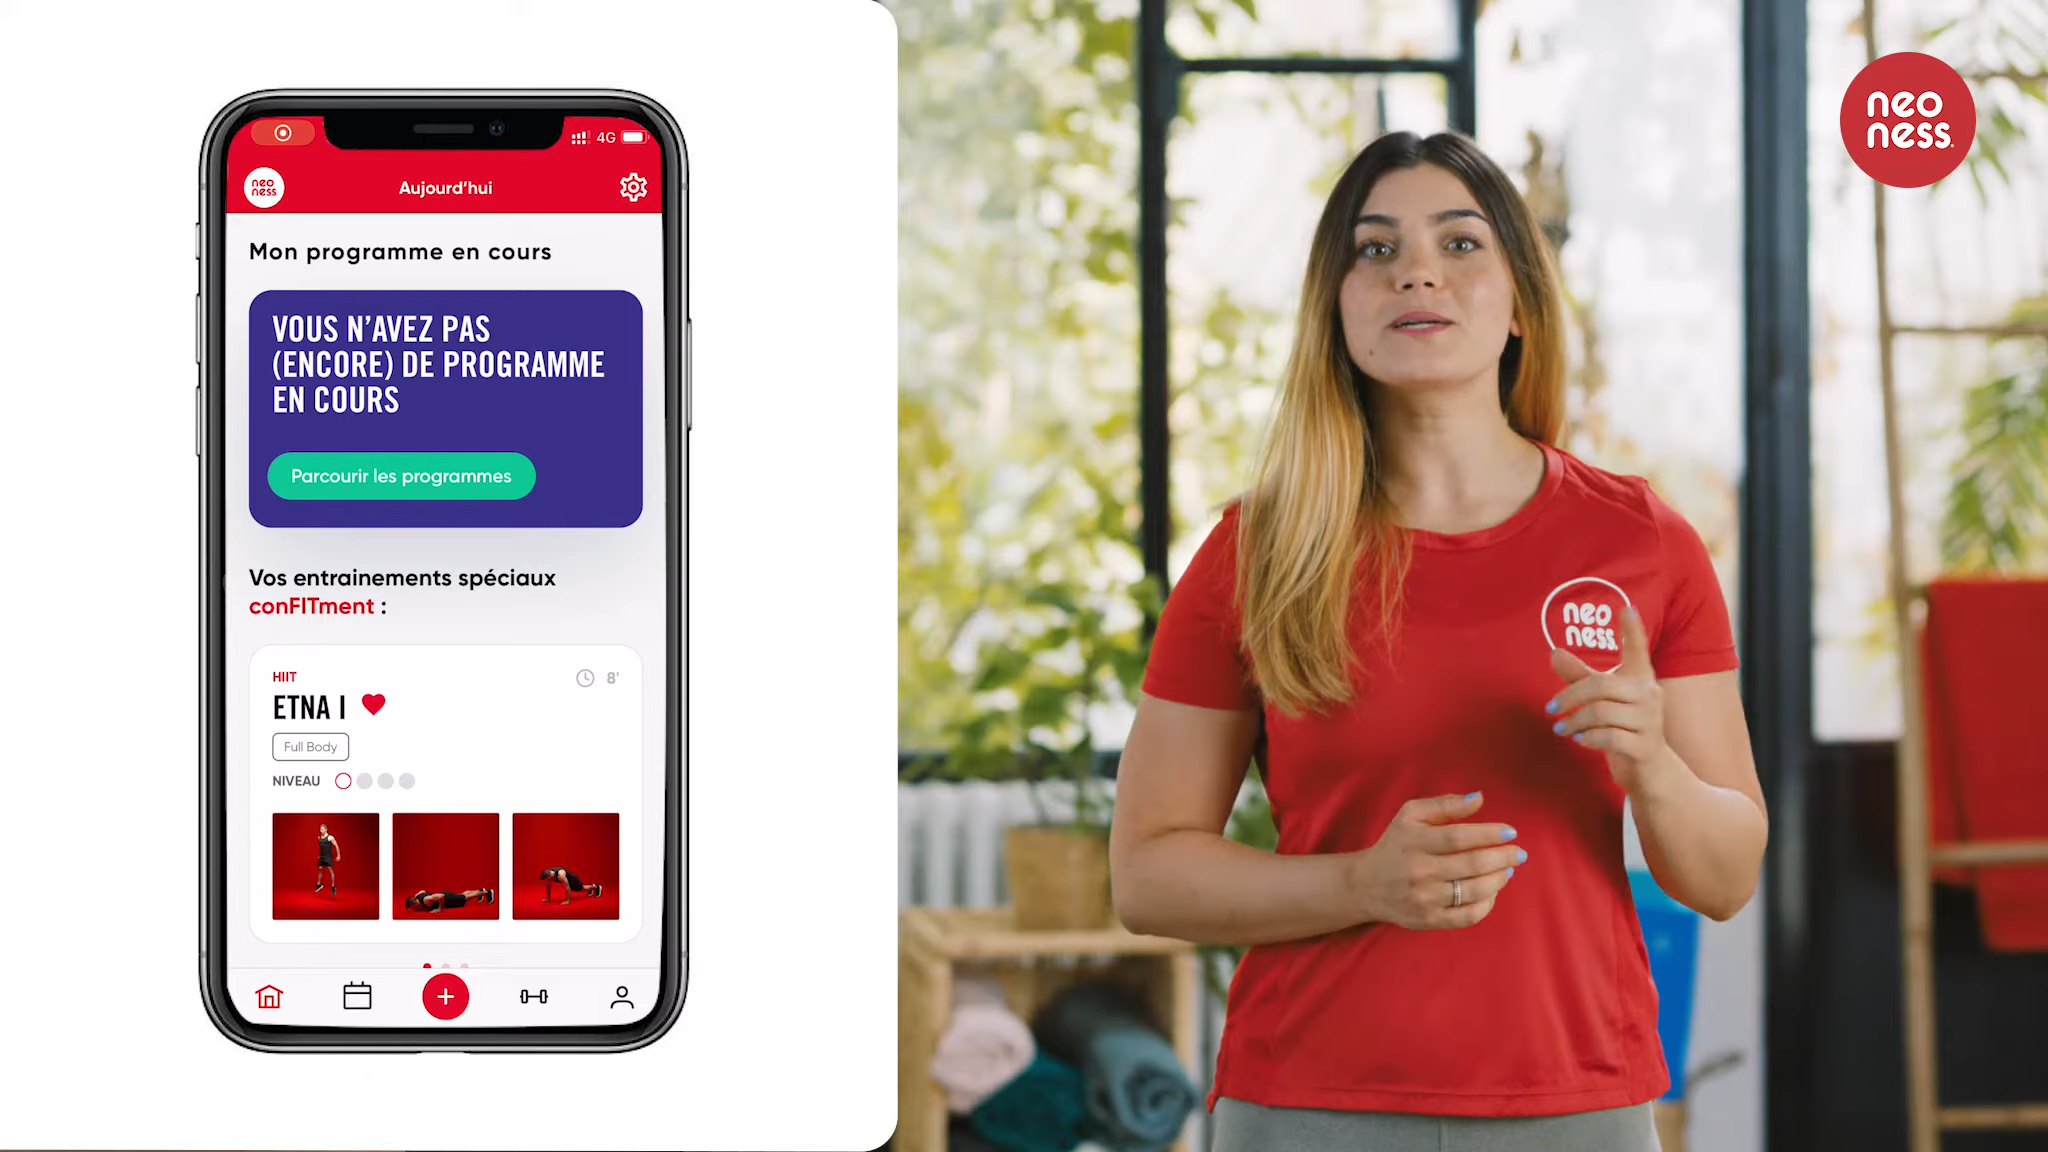 4G
neo
ness
Aujourd'hui
Mon programme en cours
VOUS N'AVEZ PAS
(ENCORE) DE PROGRAMME
EN COURS
Parcourir les programmes
Vos entrainements spéciaux
conFITment :
HIIT
8'
ETNA I
Full Body
NIVEAU
neo
ness
neo
ness